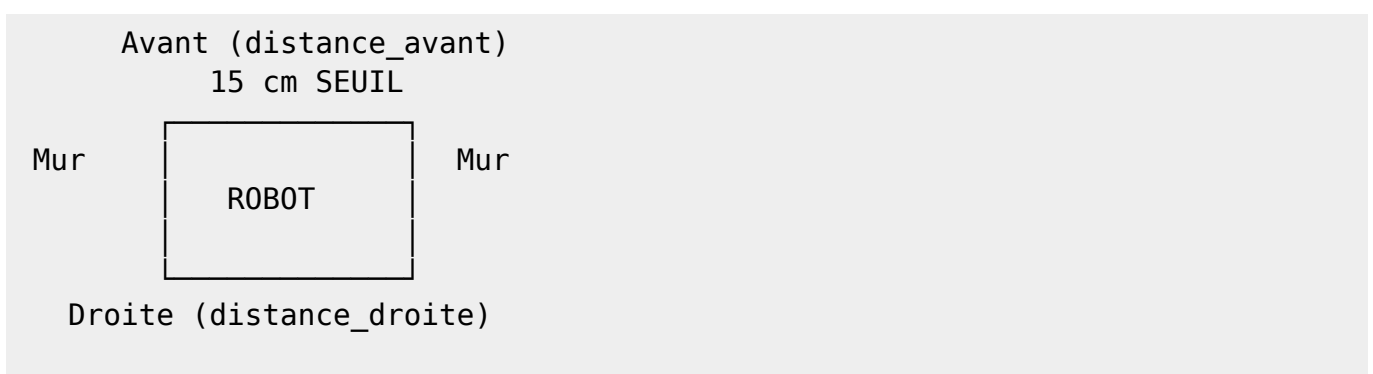 Avant (distance_avant)
15 cm SEUIL
Mur Mur
ROBOT
Droite (distance_droite)